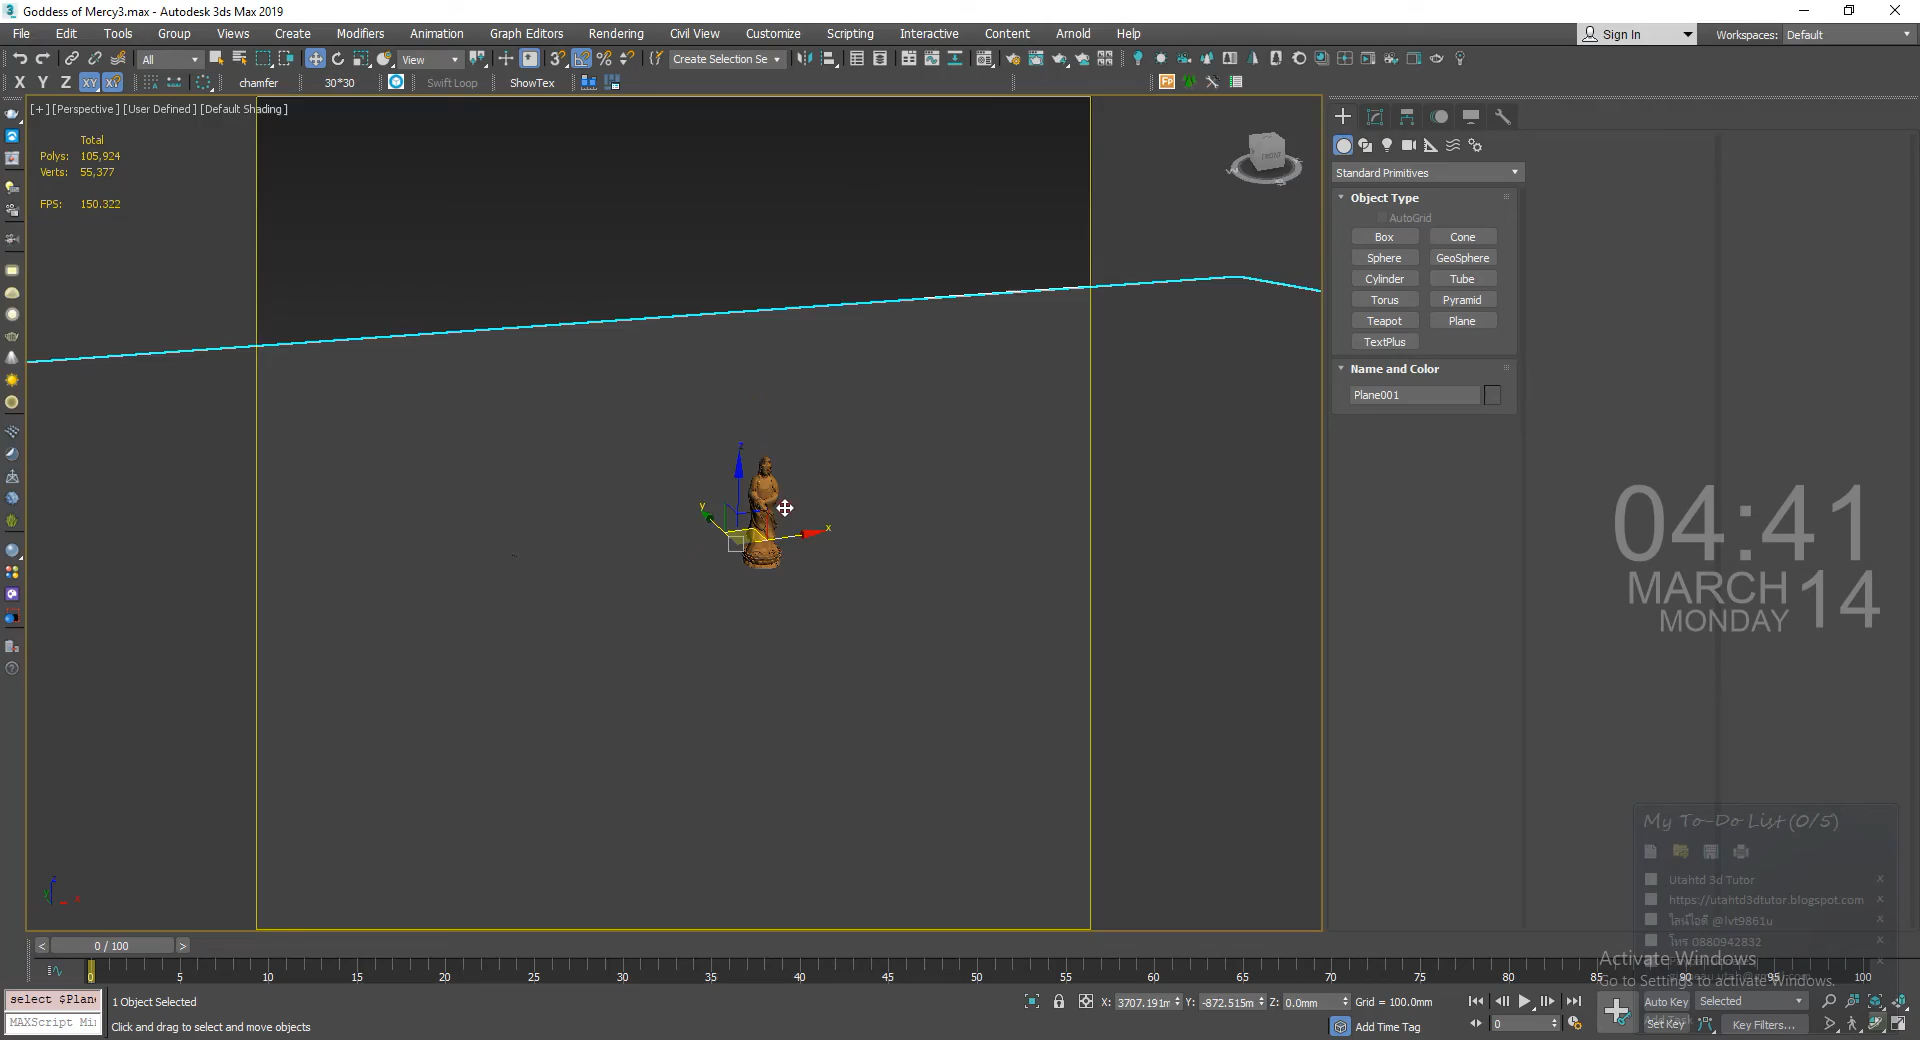 Goddess of Mercy3.max - Autodesk 3ds Max 2019
File Edit Tools Group Views Create Modifiers Animation Graph Editors Rendering Civil View Customize Scripting Interactive Content Arnold Help
Sign In
Workspaces: Default
All
View
Create Selection Se
X Y Z XY
chamfer
30*30
Swift Loop
ShowTex
[+] [Perspective] [User Defined] [Default Shading]
Total
Polys: 105,924
Verts: 55,377
FPS: 150.322
FRONT
Standard Primitives
Object Type
AutoGrid
Box Cone
Sphere GeoSphere
Cylinder Tube
Torus Pyramid
Teapot Plane
TextPlus
Name and Color
Plane001
z
y
x
04:41
MARCH 14
MONDAY
My To-Do List (0/5)
Utahtd 3d Tutor x
https://utahtd3dtutor.blogspot.com x
ไลน์ไอดี @lvt9861u x
โทร 0880942832 x
Activate Windows
Go to Settings to activate Windows.
< 0 / 100 >
0 5 10 15 20 25 30 35 40 45 50 55 60 65 70 75 80 85 90 95 100
select $Plan
MAXScript Mi
1 Object Selected
Click and drag to select and move objects
X: 3707.191m Y: -872.515m Z: 0.0mm Grid = 100.0mm
Add Time Tag
0
Auto Key Selected
Set Key Key Filters...